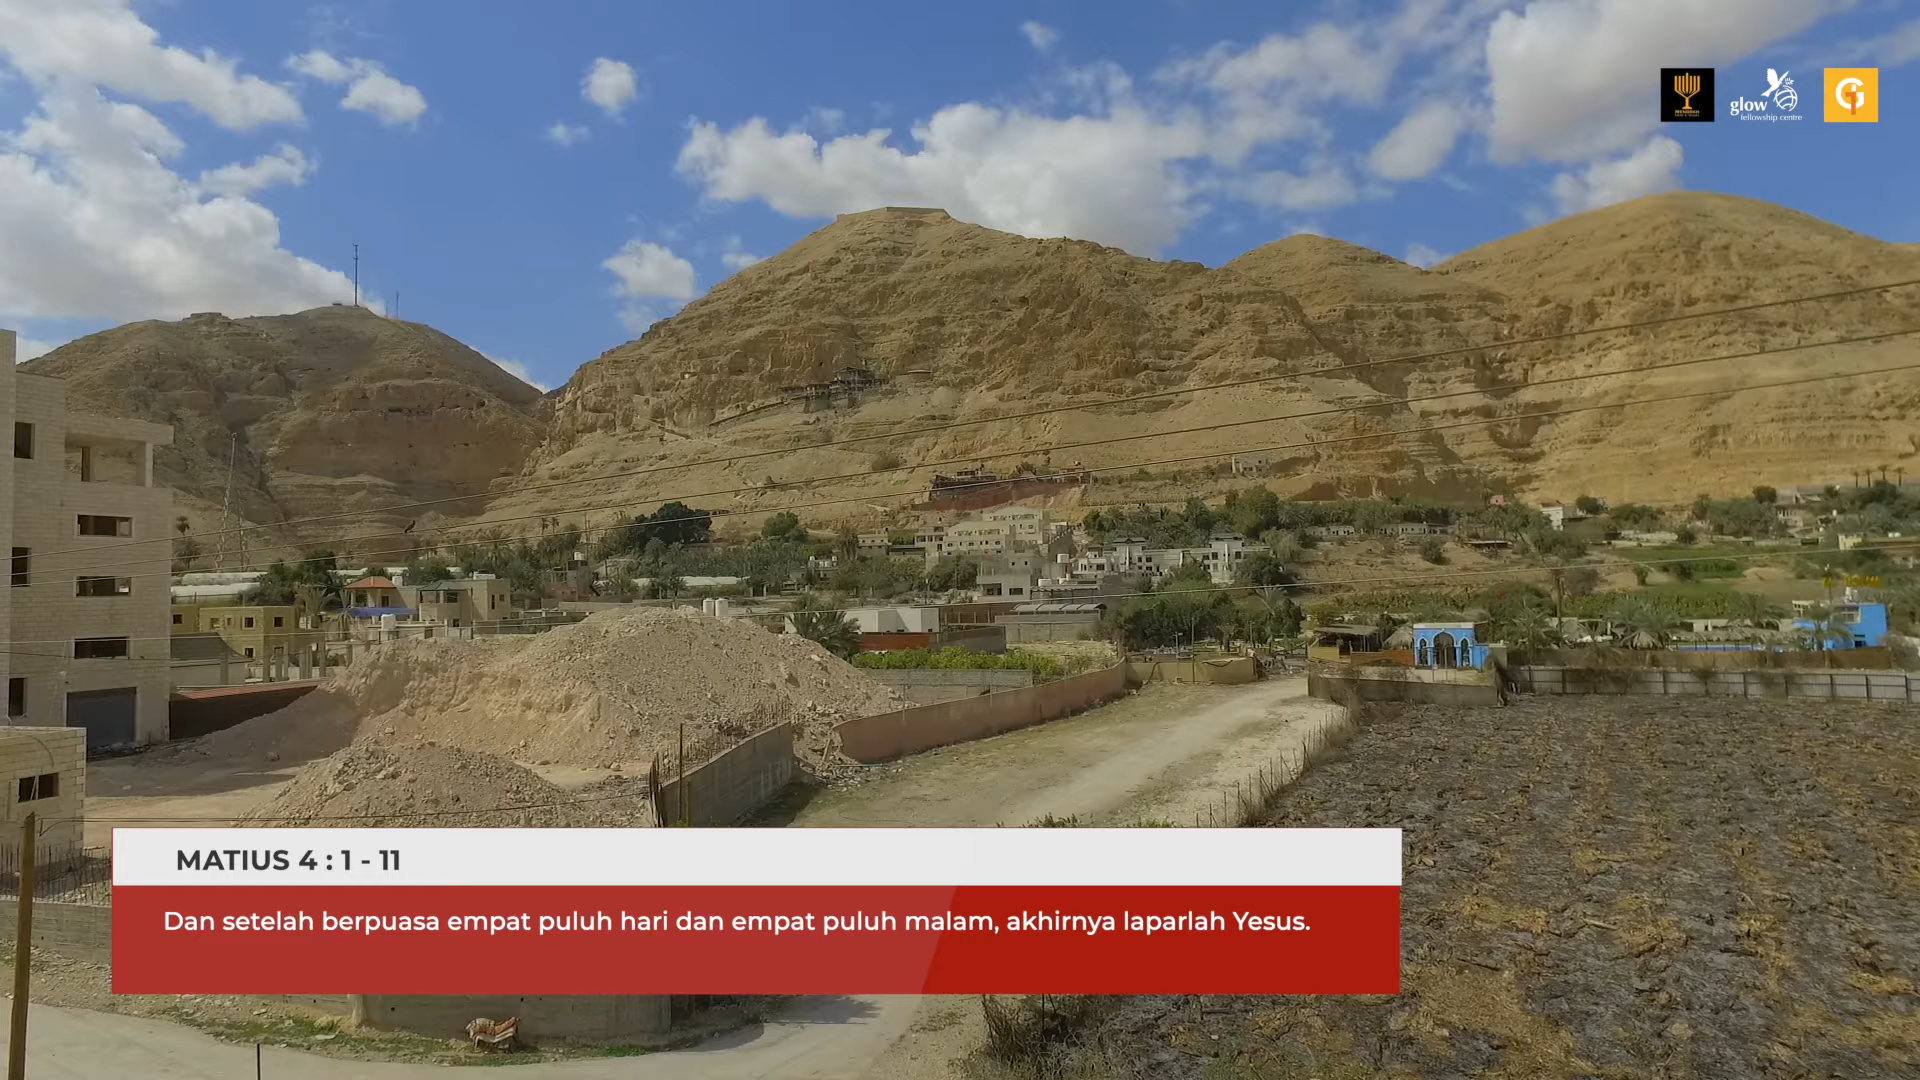 glow
fellowship centre
MATIUS 4 : 1 - 11
Dan setelah berpuasa empat puluh hari dan empat puluh malam, akhirnya laparlah Yesus.